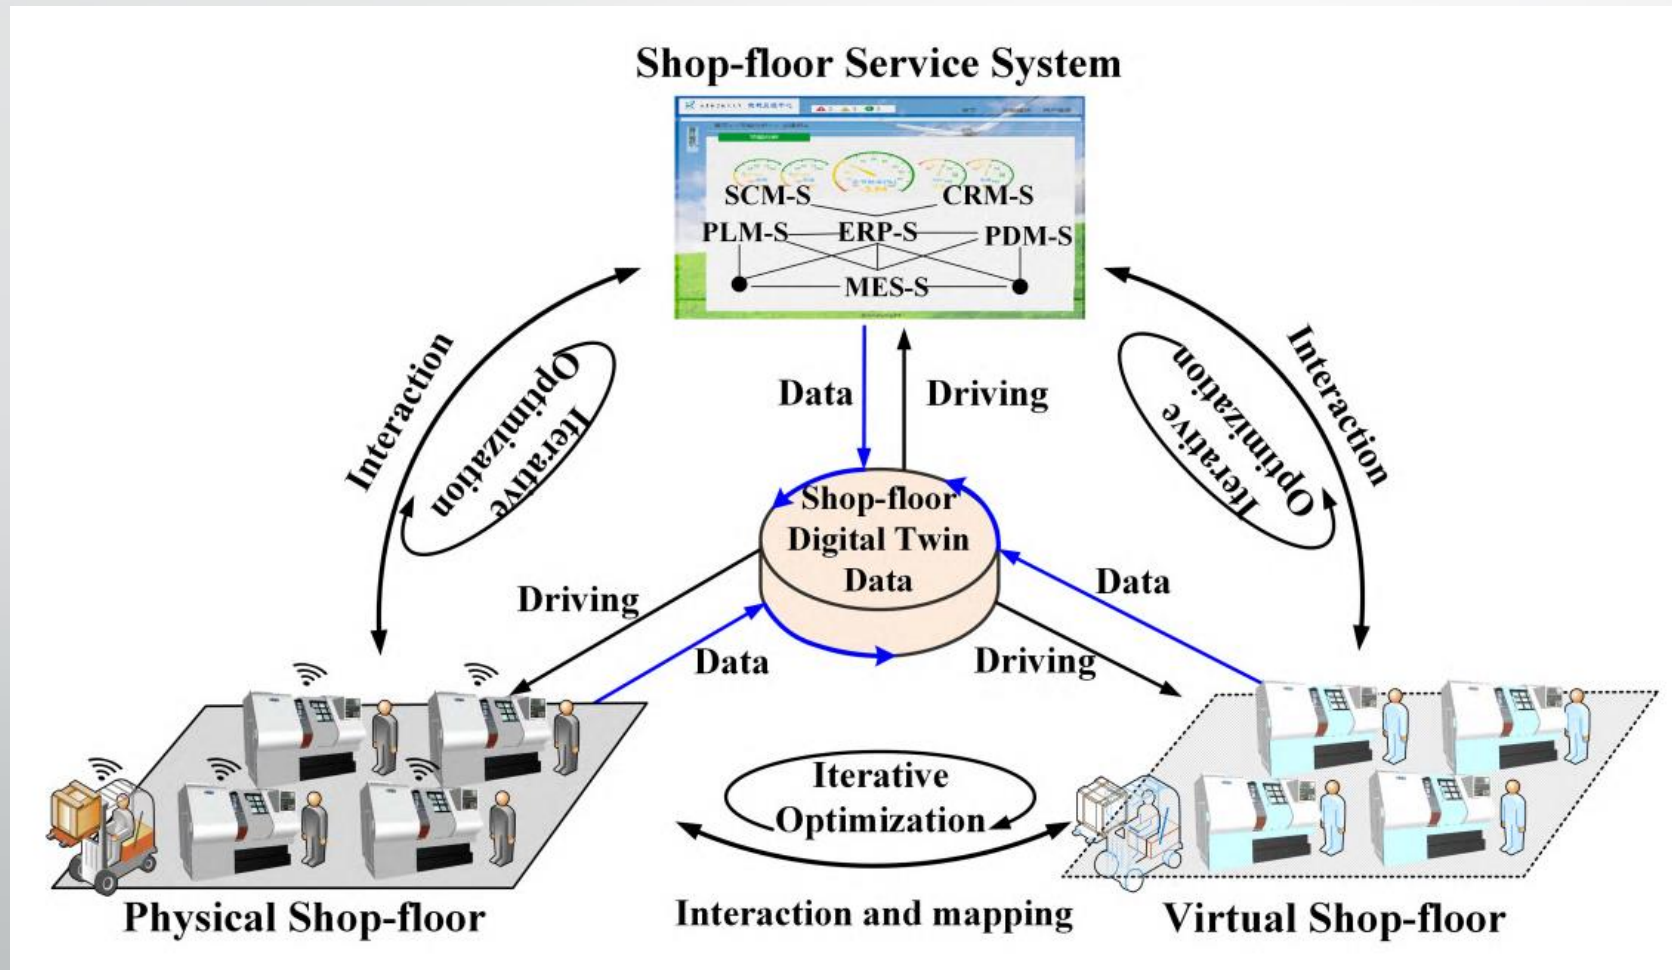 Shop-floor Service System
SCM-S
CRM-S
PLM-S
ERP-S
PDM-S
MES-S
Interaction
Iterative
Optimization
Data
Driving
Iterative
Optimization
Interaction
Shop-floor
Digital Twin
Data
Driving
Data
Data
Driving
Iterative
Optimization
Interaction and mapping
Physical Shop-floor
Virtual Shop-floor